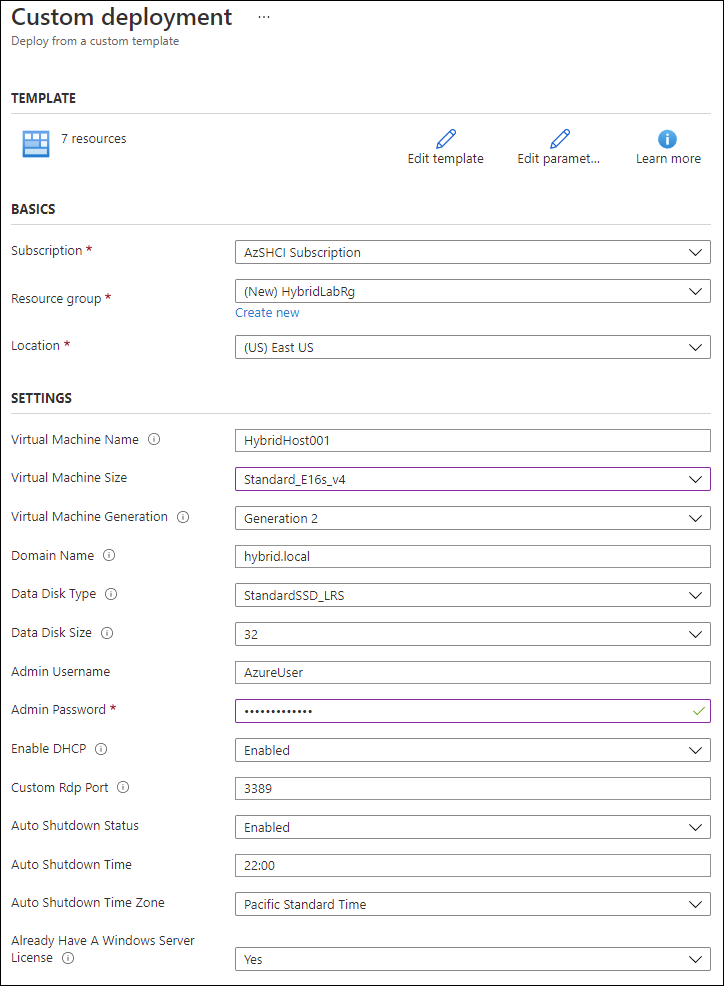 Custom deployment ...
Deploy from a custom template
TEMPLATE
7 resources
Edit template Edit paramet... Learn more
BASICS
Subscription * AzSHCI Subscription
Resource group * (New) HybridLabRg
Create new
Location * (US) East US
SETTINGS
Virtual Machine Name HybridHost001
Virtual Machine Size Standard_E16s_v4
Virtual Machine Generation Generation 2
Domain Name hybrid.local
Data Disk Type StandardSSD_LRS
Data Disk Size 32
Admin Username AzureUser
Admin Password * •••••••••••••
Enable DHCP Enabled
Custom Rdp Port 3389
Auto Shutdown Status Enabled
Auto Shutdown Time 22:00
Auto Shutdown Time Zone Pacific Standard Time
Already Have A Windows Server
License Yes